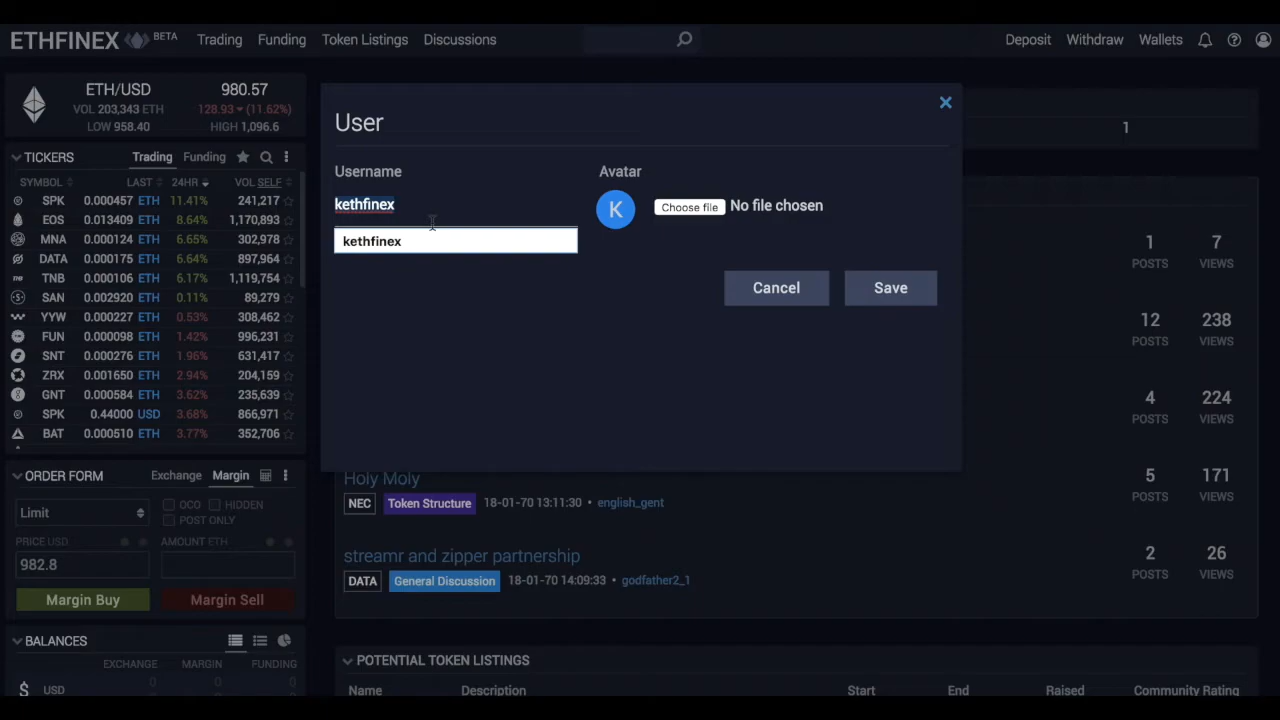 ETHFINEX BETA Trading Funding Token Listings Discussions Deposit Withdraw Wallets
ETH/USD 980.57
VOL 203,343 ETH 128.93 (11.62%)
LOW 958.40 HIGH 1,096.6
TICKERS Trading Funding
SYMBOL LAST 24HR VOL SELF
SPK 0.000457 ETH 11.41% 241,217
EOS 0.013409 ETH 8.64% 1,170,893
MNA 0.000124 ETH 6.65% 302,978
DATA 0.000175 ETH 6.64% 897,964
TNB 0.000106 ETH 6.17% 1,119,754
SAN 0.002920 ETH 0.11% 89,279
YYW 0.000227 ETH 0.53% 308,462
FUN 0.000098 ETH 1.42% 996,231
SNT 0.000276 ETH 1.96% 631,417
ZRX 0.001650 ETH 2.94% 204,159
GNT 0.000584 ETH 3.62% 235,639
SPK 0.44000 USD 3.68% 866,971
BAT 0.000510 ETH 3.77% 352,706
ORDER FORM Exchange Margin
Limit OCO HIDDEN
POST ONLY
PRICE USD AMOUNT ETH
982.8
Margin Buy Margin Sell
BALANCES
EXCHANGE MARGIN FUNDING
$ USD 0 0 0
User
Username Avatar
kethfinex K Choose file No file chosen
kethfinex
Cancel Save
1
1 7
POSTS VIEWS
12 238
POSTS VIEWS
4 224
POSTS VIEWS
Holy Moly 5 171
NEC Token Structure 18-01-70 13:11:30 • english_gent POSTS VIEWS
streamr and zipper partnership 2 26
DATA General Discussion 18-01-70 14:09:33 • godfather2_1 POSTS VIEWS
POTENTIAL TOKEN LISTINGS
Name Description Start End Raised Community Rating